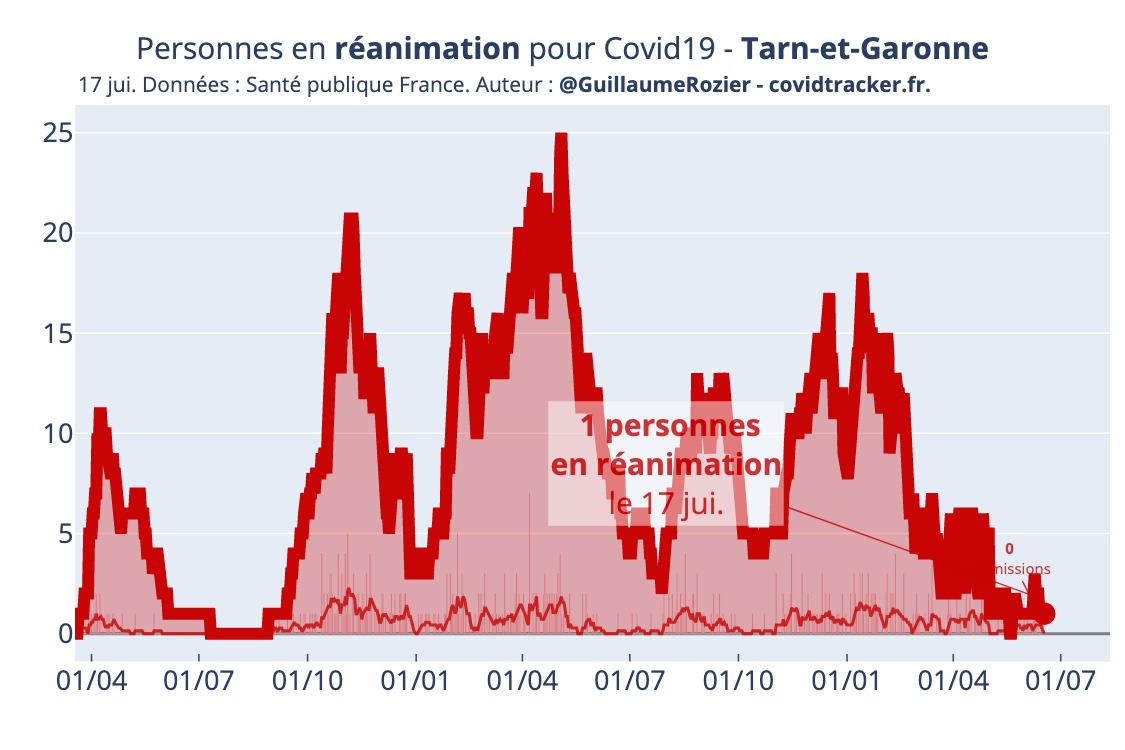 Personnes en réanimation pour Covid19 - Tarn-et-Garonne
17 jui. Données : Santé publique France. Auteur : @GuillaumeRozier - covidtracker.fr.
25
20
15
10
5
0
1 personnes
en réanimation
le 17 jui.
0
01/04 01/07 01/10 01/01 01/04 01/07 01/10 01/01 01/04 01/07